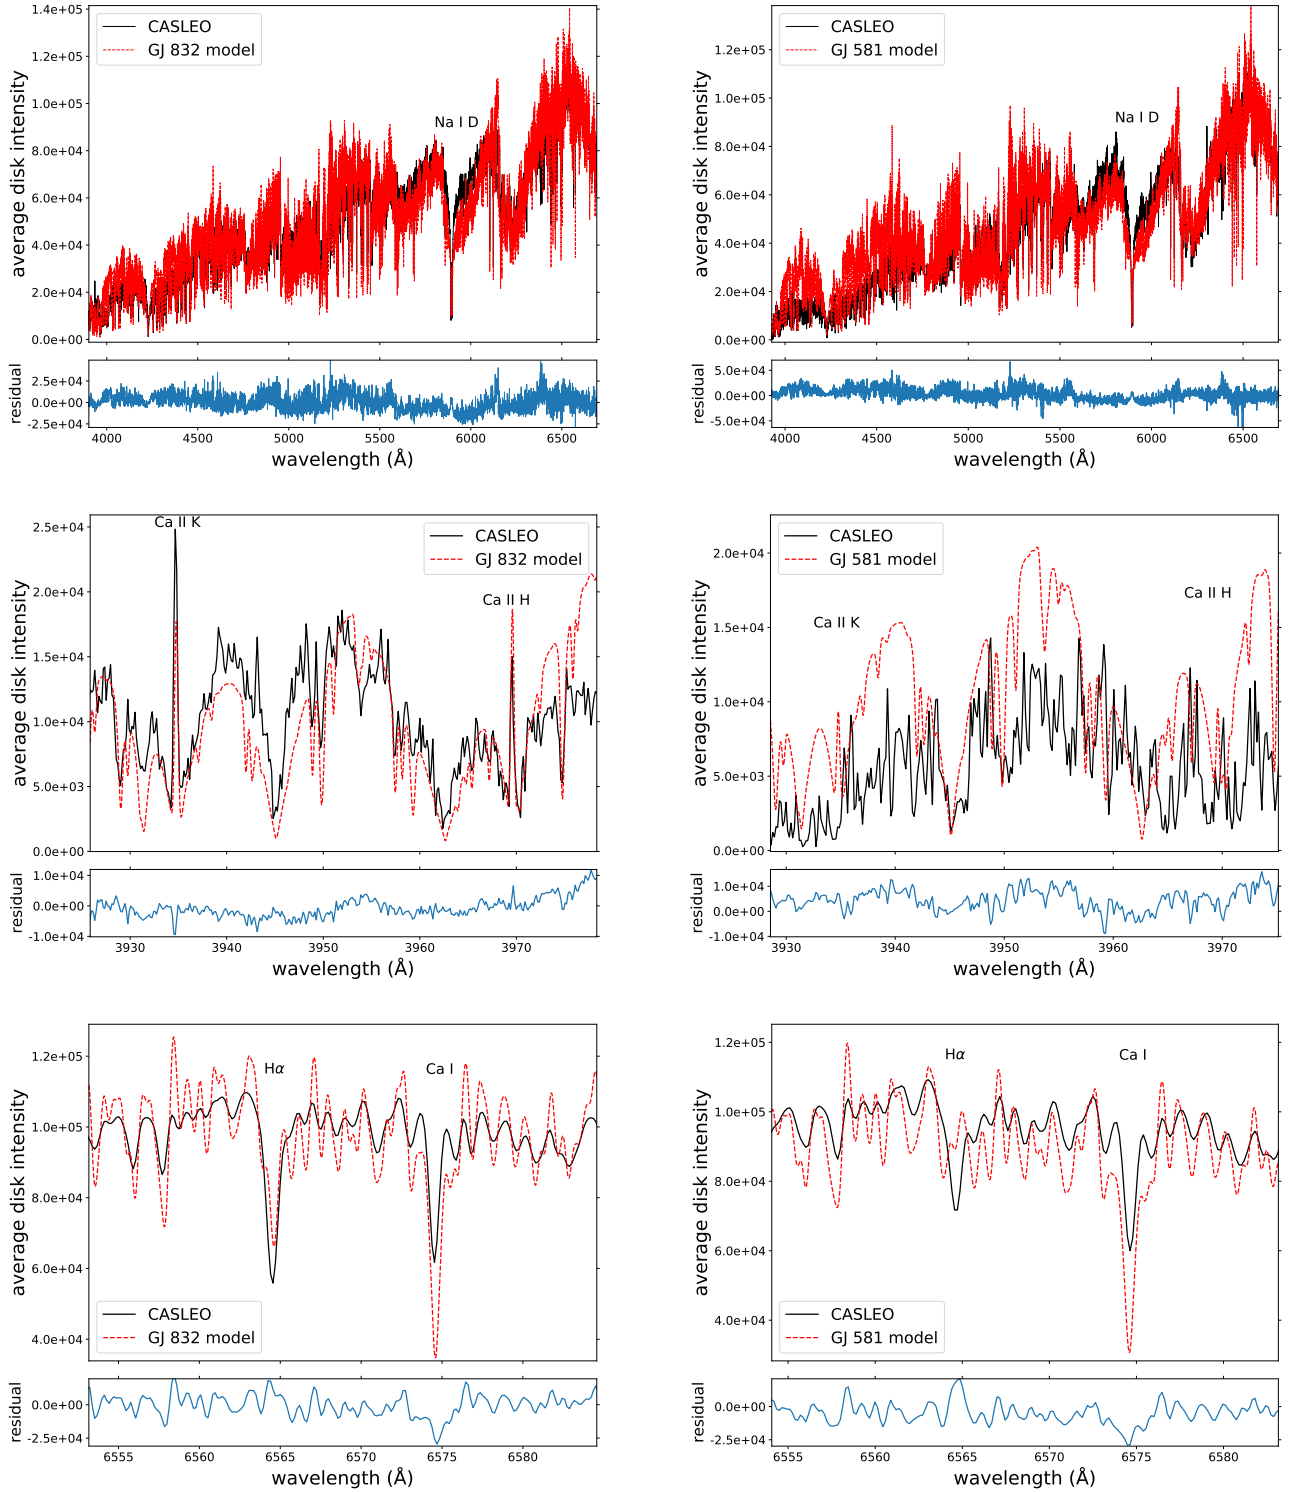 1.4e+05
1.2e+05
1.0e+05
8.0e+04
6.0e+04
4.0e+04
2.0e+04
0.0e+00
average disk intensity
CASLEO
GJ 832 model
Na I D
2.5e+04
0.0e+00
-2.5e+04
residual
4000
4500
5000
5500
6000
6500
wavelength (Å)
1.2e+05
1.0e+05
8.0e+04
6.0e+04
4.0e+04
2.0e+04
0.0e+00
average disk intensity
CASLEO
GJ 581 model
Na I D
5.0e+04
0.0e+00
-5.0e+04
residual
4000
4500
5000
5500
6000
6500
wavelength (Å)
2.5e+04
2.0e+04
1.5e+04
1.0e+04
5.0e+03
0.0e+00
average disk intensity
Ca II K
CASLEO
GJ 832 model
Ca II H
1.0e+04
0.0e+00
-1.0e+04
residual
3930
3940
3950
3960
3970
wavelength (Å)
2.0e+04
1.5e+04
1.0e+04
5.0e+03
0.0e+00
average disk intensity
CASLEO
GJ 581 model
Ca II K
Ca II H
1.0e+04
0.0e+00
-1.0e+04
residual
3930
3940
3950
3960
3970
wavelength (Å)
1.2e+05
1.0e+05
8.0e+04
6.0e+04
4.0e+04
average disk intensity
Hα
Ca I
CASLEO
GJ 832 model
0.0e+00
-2.5e+04
residual
6555
6560
6565
6570
6575
6580
wavelength (Å)
1.2e+05
1.0e+05
8.0e+04
6.0e+04
4.0e+04
average disk intensity
Hα
Ca I
CASLEO
GJ 581 model
0.0e+00
-2.5e+04
residual
6555
6560
6565
6570
6575
6580
wavelength (Å)